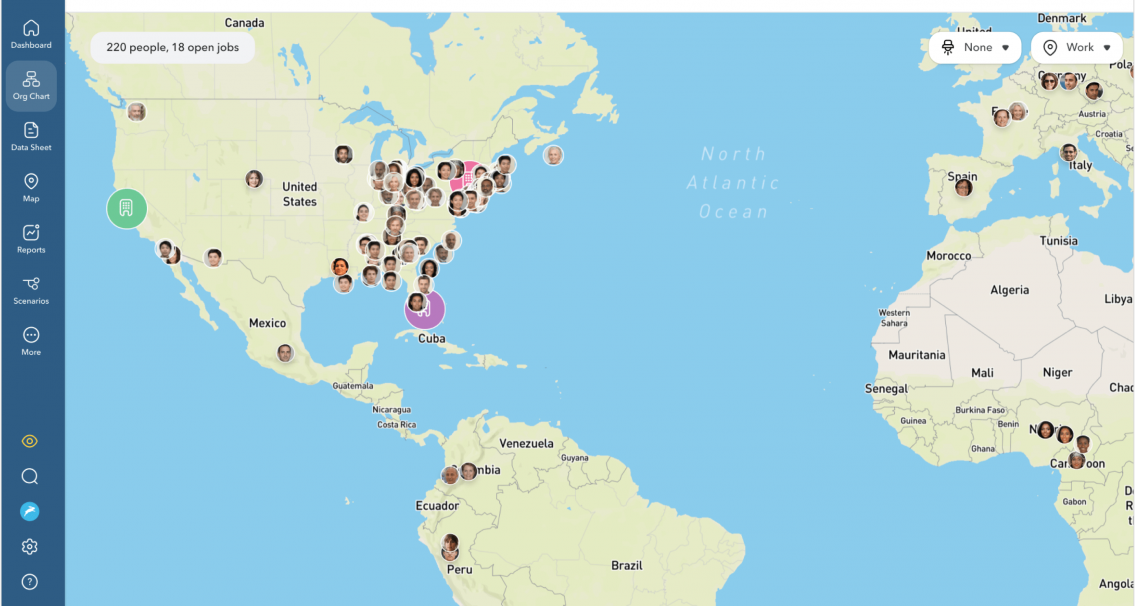 Dashboard
Org Chart
Data Sheet
Map
Reports
Scenarios
More
220 people, 18 open jobs
None
Work
Canada
United
States
Mexico
Cuba
Guatemala
Nicaragua
Costa Rica
Venezuela
Guyana
Ecuador
Peru
Brazil
North
Atlantic
Ocean
Denmark
United
Austria
Croatia
Italy
Spain
Tunisia
Morocco
Algeria
Libya
Western
Sahara
Mauritania
Mali
Niger
Senegal
Burkina Faso
Guinea
Benin
Ghana
Gabon